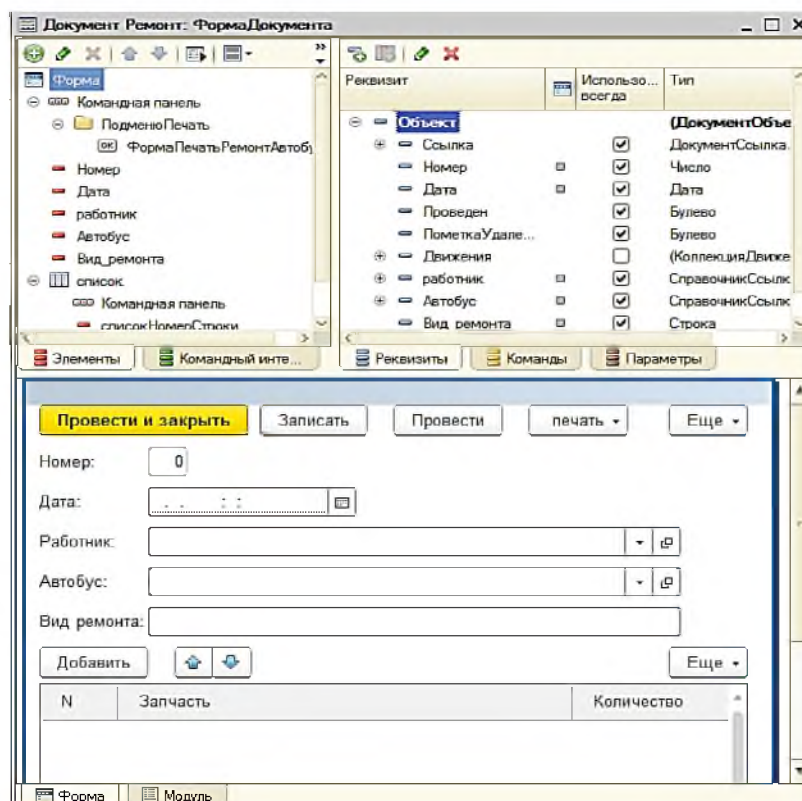 Документ Ремонт: ФормаДокумента
Форма
Командная панель
ПодменюПечать
ФормаПечатьРемонтАвтобу
Номер
Дата
работник
Автобус
Вид_ремонта
список
Командная панель
списокНомерСтроки
Элементы
Командный инте...
Реквизит
Использо... всегда
Тип
Объект
(ДокументОбъе
Ссылка
ДокументСсылка.
Номер
Число
Дата
Дата
Проведен
Булево
ПометкаУдале...
Булево
Движения
(КоллекцияДвиже
работник
СправочникСсылк
Автобус
СправочникСсылк
Вид_ремонта
Строка
Реквизиты
Команды
Параметры
Провести и закрыть
Записать
Провести
печать
Еще
Номер:
0
Дата:
. . : :
Работник:
Автобус:
Вид ремонта:
Добавить
Еще
N
Запчасть
Количество
Форма
Модуль